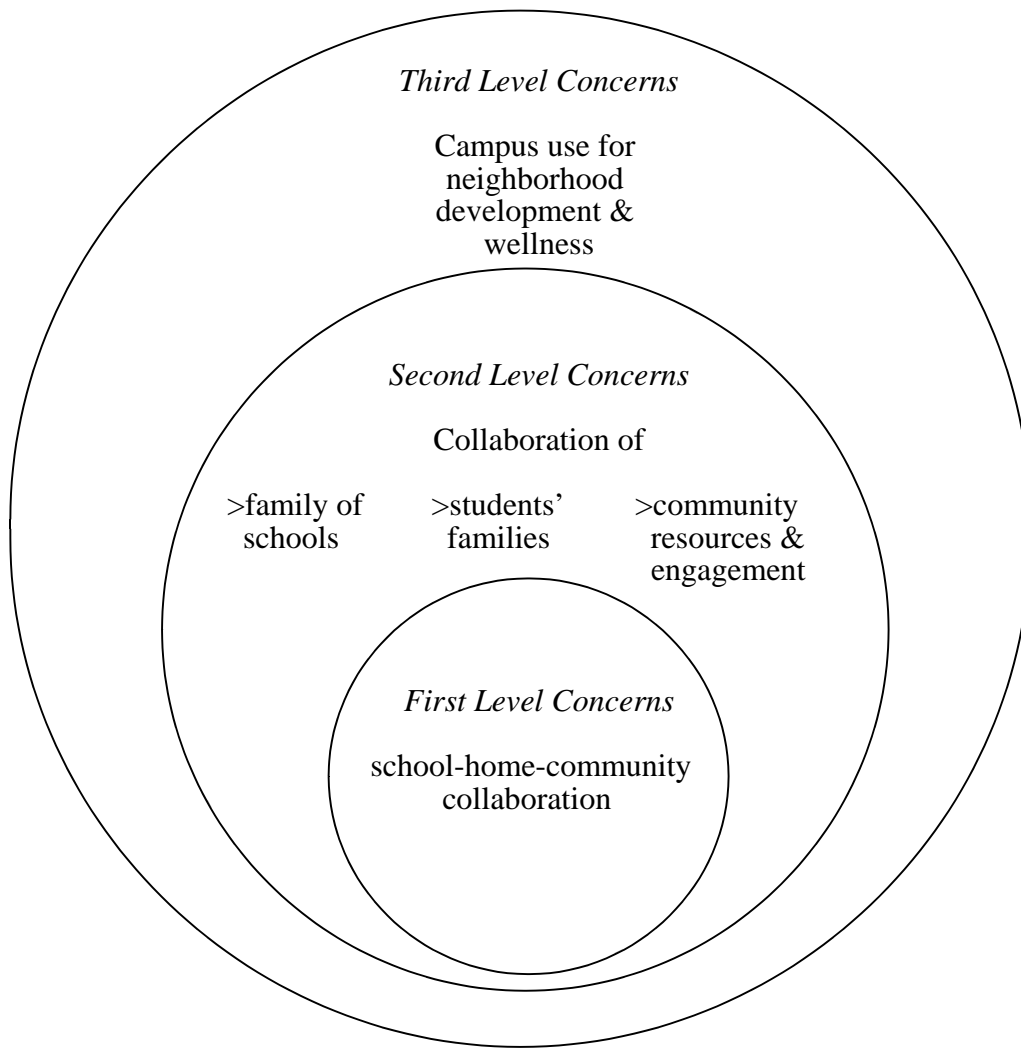 Third Level Concerns
Campus use for
neighborhood
development &
wellness
Second Level Concerns
Collaboration of
>family of >students’ >community
schools families resources &
engagement
First Level Concerns
school-home-community
collaboration